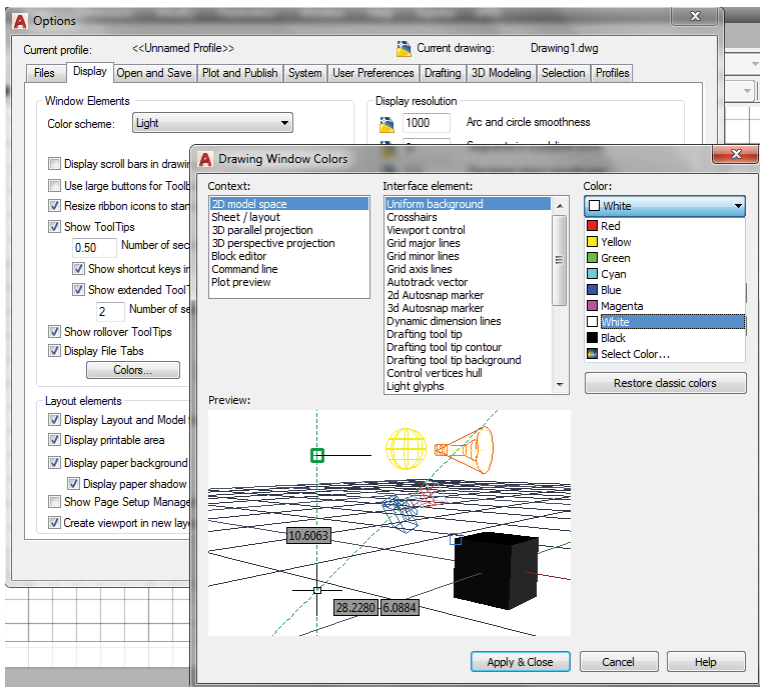 Options
Current profile: <<Unnamed Profile>> Current drawing: Drawing1.dwg
Files Display Open and Save Plot and Publish System User Preferences Drafting 3D Modeling Selection Profiles
Window Elements
Color scheme: Light
Display scroll bars in drawin
Use large buttons for Toolb
Resize ribbon icons to stan
Show ToolTips
0.50 Number of sec
Show shortcut keys in
Show extended ToolT
2 Number of se
Show rollover ToolTips
Display File Tabs
Colors...
Layout elements
Display Layout and Model
Display printable area
Display paper background
Display paper shadow
Show Page Setup Manage
Create viewport in new laye
Display resolution
1000 Arc and circle smoothness
Drawing Window Colors
Context:
2D model space
Sheet / layout
3D parallel projection
3D perspective projection
Block editor
Command line
Plot preview
Interface element:
Uniform background
Crosshairs
Viewport control
Grid major lines
Grid minor lines
Grid axis lines
Autotrack vector
2d Autosnap marker
3d Autosnap marker
Dynamic dimension lines
Drafting tool tip
Drafting tool tip contour
Drafting tool tip background
Control vertices hull
Light glyphs
Color:
White
Red
Yellow
Green
Cyan
Blue
Magenta
White
Black
Select Color...
Restore classic colors
Preview:
10.6063
28.2280 6.0884
Apply & Close Cancel Help